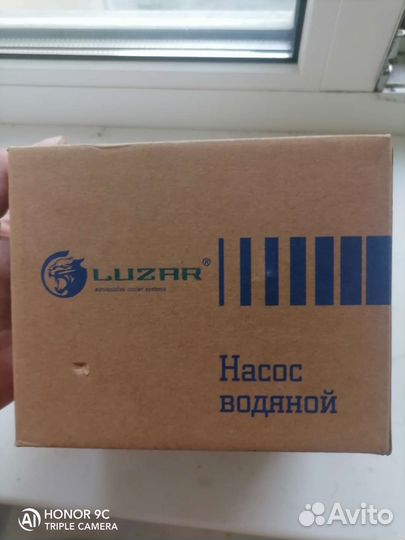 LUZAR®
automotive cooler systems
Насос
водяной
HONOR 9C
TRIPLE CAMERA
Avito